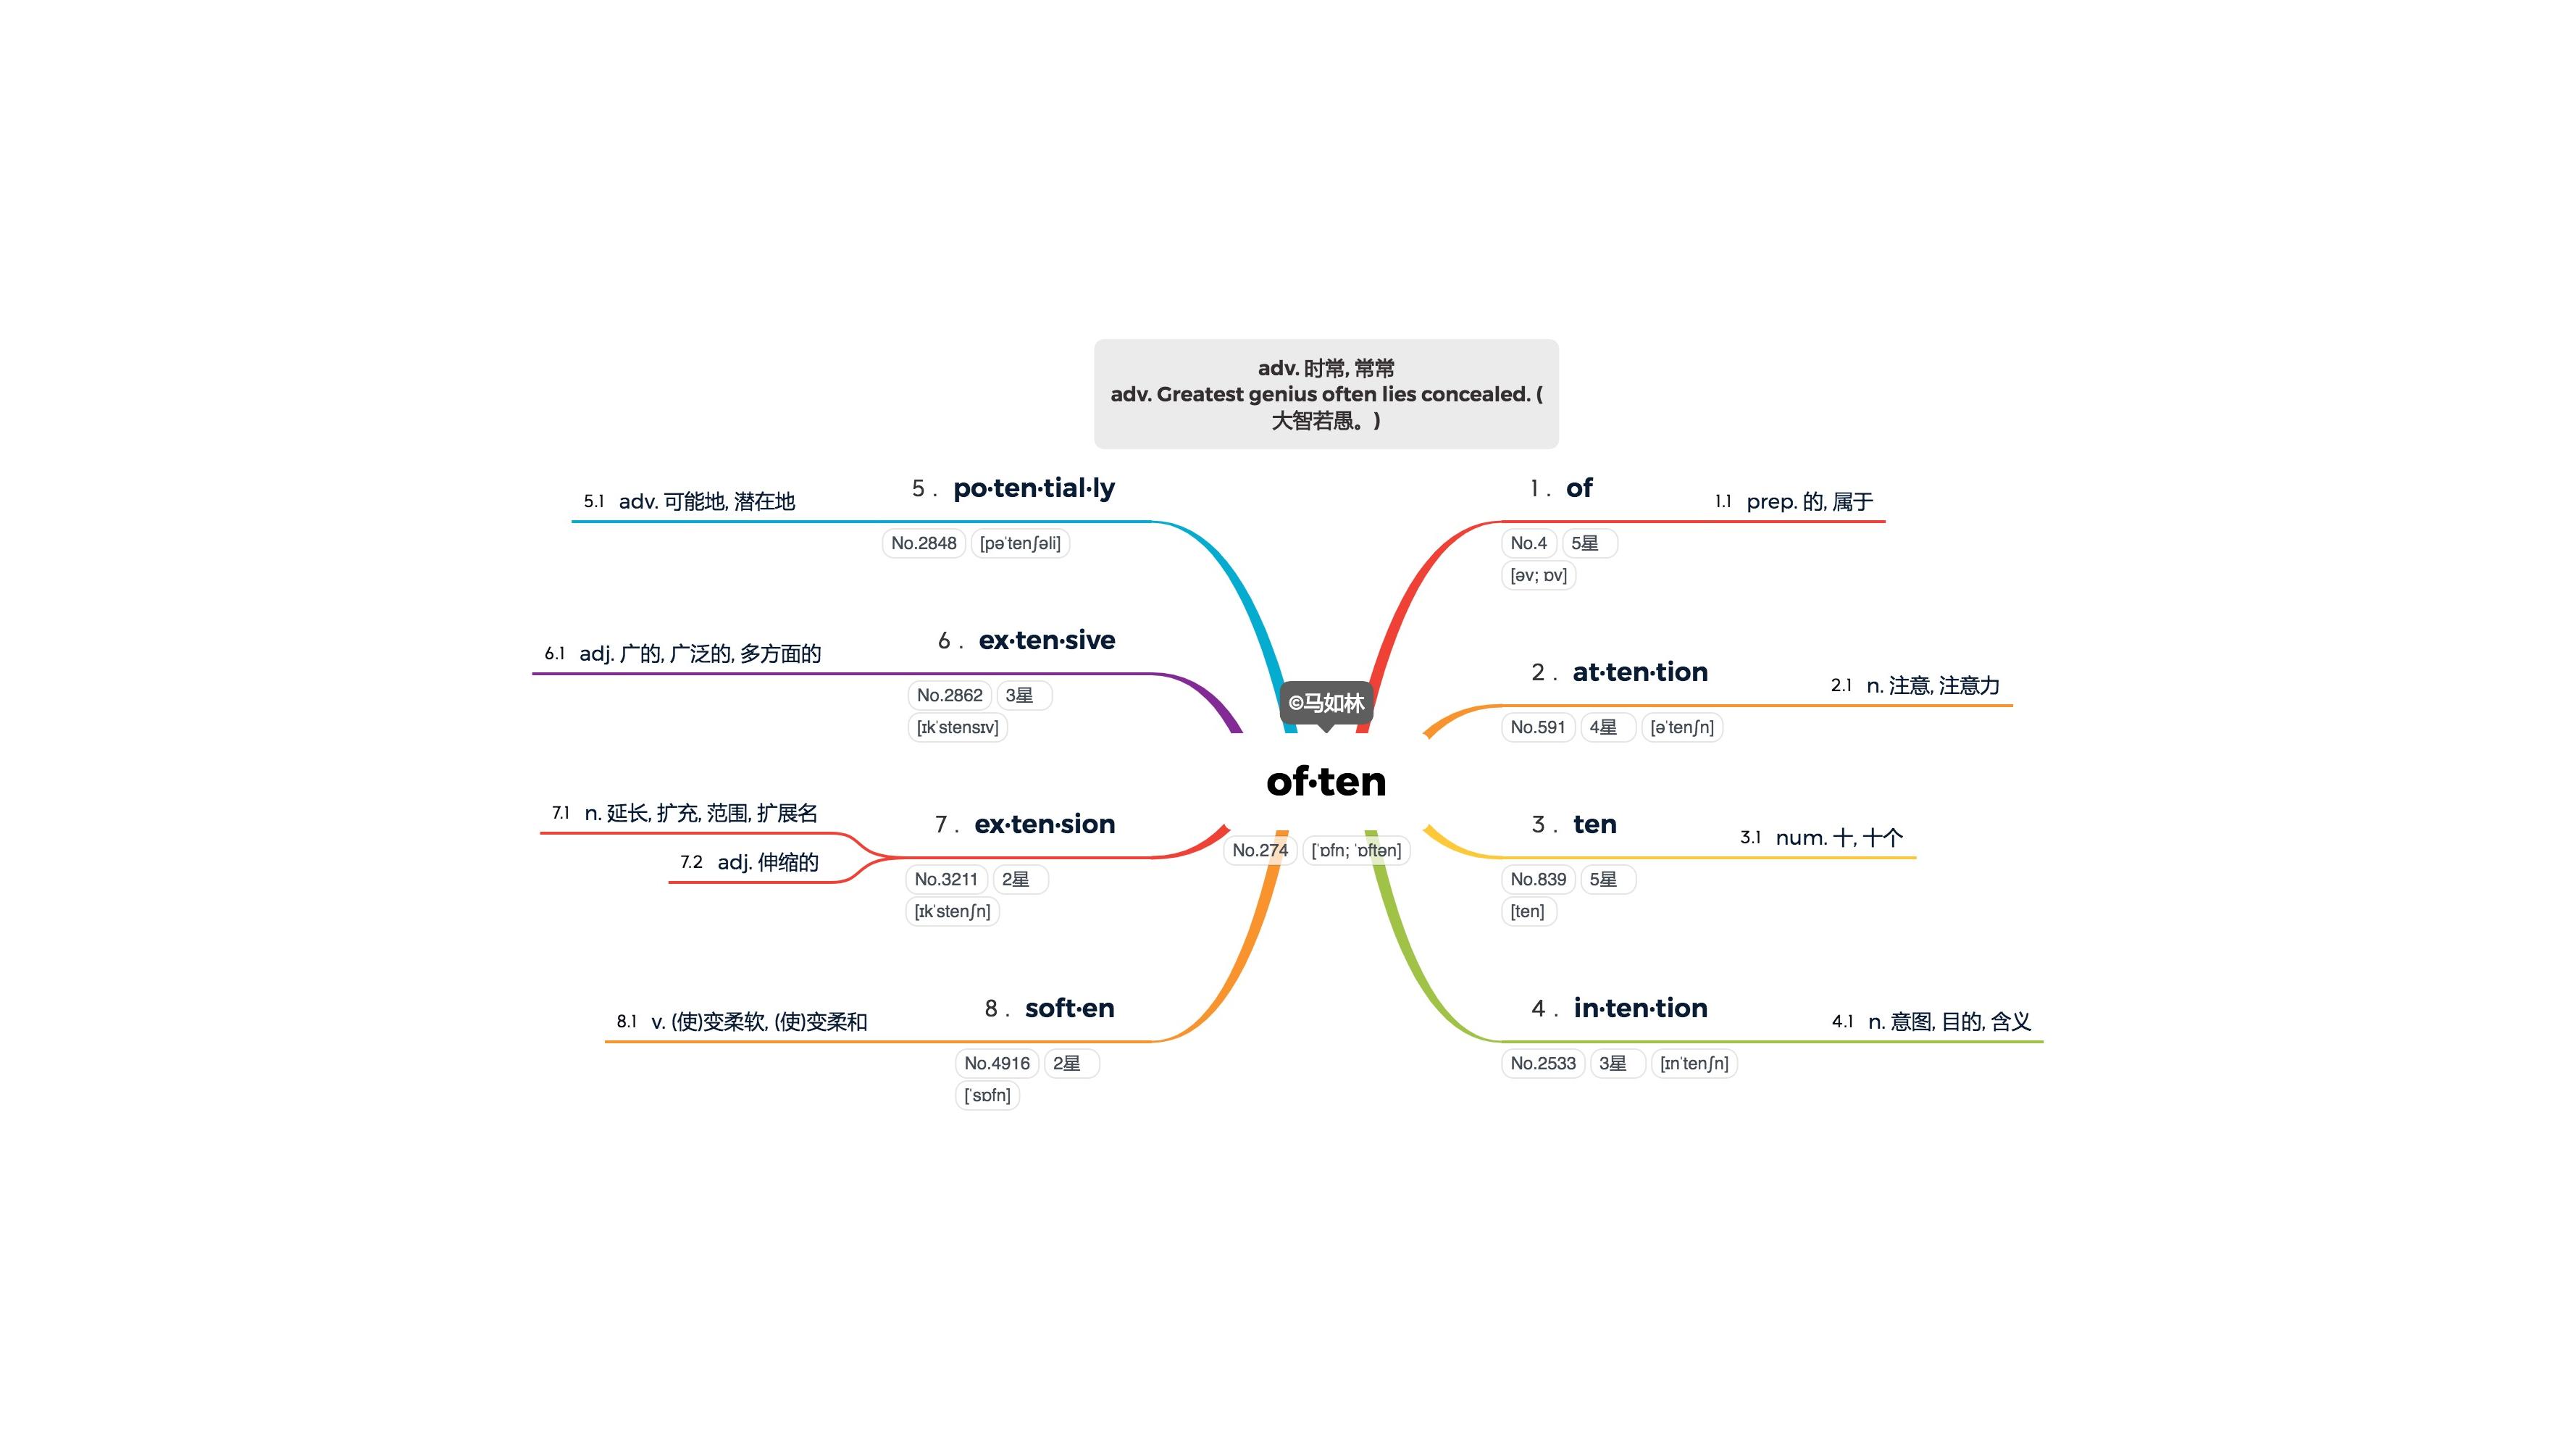 adv. 时常, 常常
adv. Greatest genius often lies concealed. (
大智若愚。)
©马如林
of·ten
No.274 [ˈɒfn; ˈɒftən]
1 . of
No.4 5星
[əv; ɒv]
1.1 prep. 的, 属于
2 . at·ten·tion
No.591 4星 [əˈtenʃn]
2.1 n. 注意, 注意力
3 . ten
No.839 5星
[ten]
3.1 num. 十, 十个
4 . in·ten·tion
No.2533 3星 [ɪnˈtenʃn]
4.1 n. 意图, 目的, 含义
5 . po·ten·tial·ly
No.2848 [pəˈtenʃəli]
5.1 adv. 可能地, 潜在地
6 . ex·ten·sive
No.2862 3星
[ɪkˈstensɪv]
6.1 adj. 广的, 广泛的, 多方面的
7 . ex·ten·sion
No.3211 2星
[ɪkˈstenʃn]
7.1 n. 延长, 扩充, 范围, 扩展名
7.2 adj. 伸缩的
8 . soft·en
No.4916 2星
[ˈsɒfn]
8.1 v. (使)变柔软, (使)变柔和